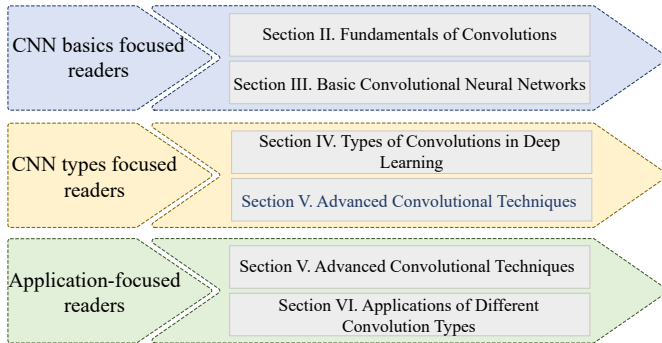 CNN basics focused
readers
Section II. Fundamentals of Convolutions
Section III. Basic Convolutional Neural Networks
CNN types focused
readers
Section IV. Types of Convolutions in Deep
Learning
Section V. Advanced Convolutional Techniques
Application-focused
readers
Section V. Advanced Convolutional Techniques
Section VI. Applications of Different
Convolution Types